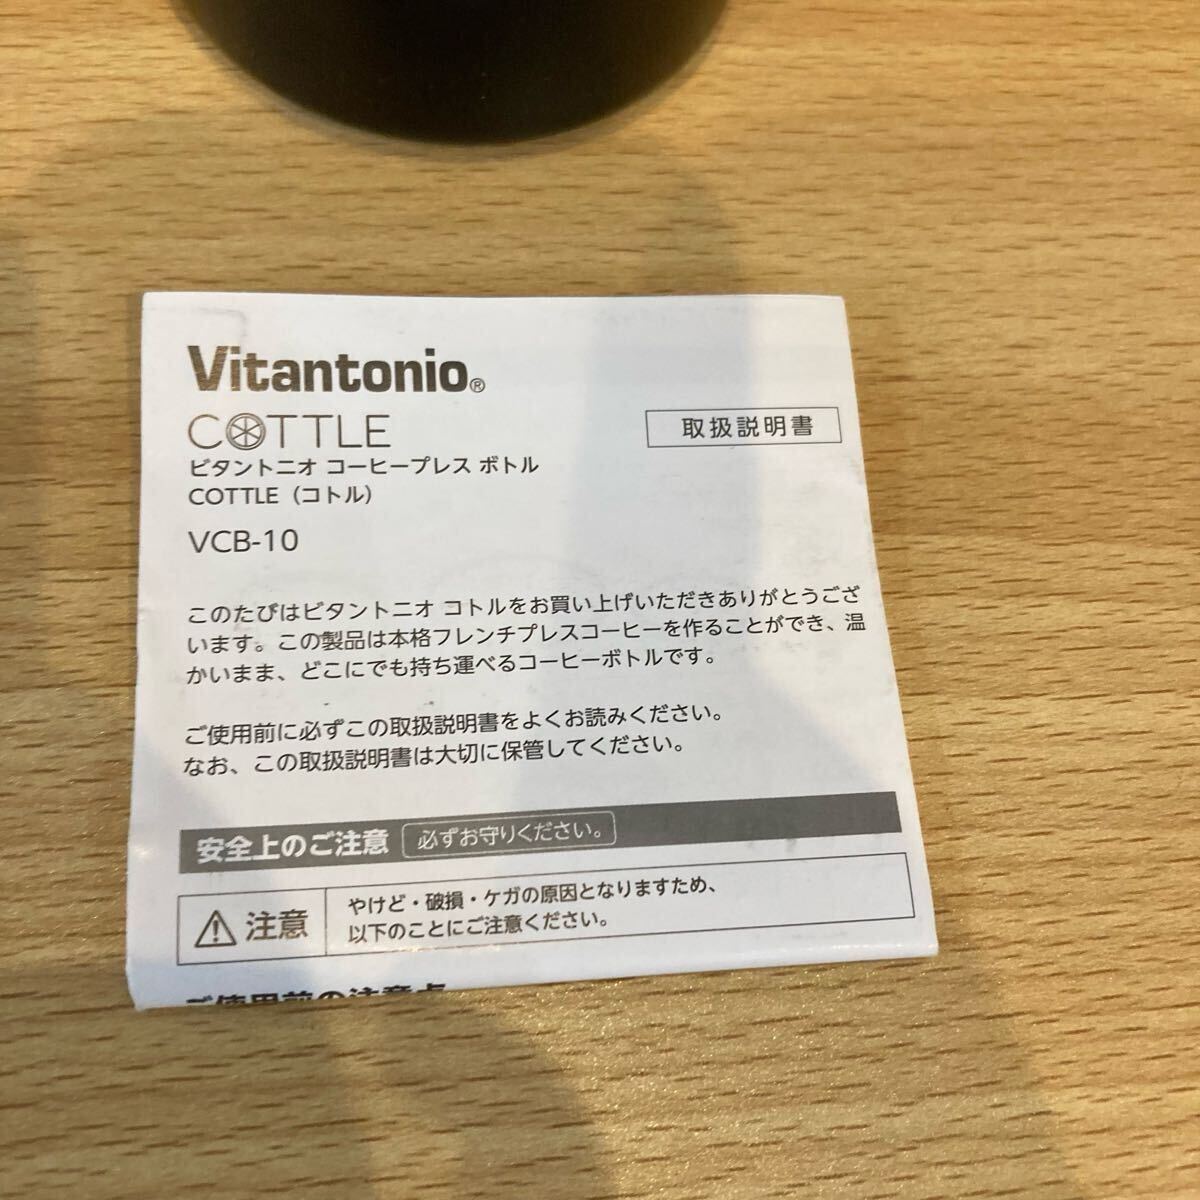 Vitantonio®
COTTLE
取扱説明書
ビタントニオ コーヒープレス ボトル
COTTLE（コトル）
VCB-10
このたびはビタントニオ コトルをお買い上げいただきありがとうござ
います。この製品は本格フレンチプレスコーヒーを作ることができ、温
かいまま、どこにでも持ち運べるコーヒーボトルです。
ご使用前に必ずこの取扱説明書をよくお読みください。
なお、この取扱説明書は大切に保管してください。
安全上のご注意 必ずお守りください。
注意
やけど・破損・ケガの原因となりますため、
以下のことにご注意ください。
ご使用前の注意点